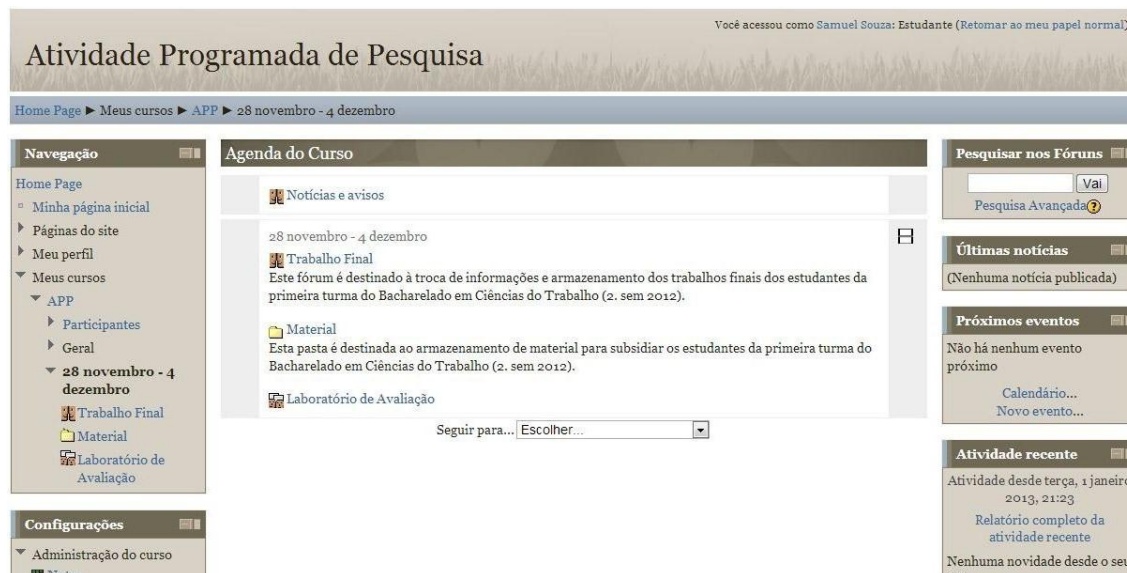 Você acessou como Samuel Souza: Estudante (Retomar ao meu papel normal)
Atividade Programada de Pesquisa
Home Page ► Meus cursos ► APP ► 28 novembro - 4 dezembro
Navegação
Home Page
Minha página inicial
Páginas do site
Meu perfil
Meus cursos
APP
Participantes
Geral
28 novembro - 4
dezembro
Trabalho Final
Material
Laboratório de
Avaliação
Configurações
Administração do curso
Agenda do Curso
Notícias e avisos
28 novembro - 4 dezembro
Trabalho Final
Este fórum é destinado à troca de informações e armazenamento dos trabalhos finais dos estudantes da
primeira turma do Bacharelado em Ciências do Trabalho (2. sem 2012).
Material
Esta pasta é destinada ao armazenamento de material para subsidiar os estudantes da primeira turma do
Bacharelado em Ciências do Trabalho (2. sem 2012).
Laboratório de Avaliação
Seguir para... Escolher...
Pesquisar nos Fóruns
Vai
Pesquisa Avançada
Últimas notícias
(Nenhuma notícia publicada)
Próximos eventos
Não há nenhum evento
próximo
Calendário...
Novo evento...
Atividade recente
Atividade desde terça, 1 janeiro
2013, 21:23
Relatório completo da
atividade recente
Nenhuma novidade desde o seu